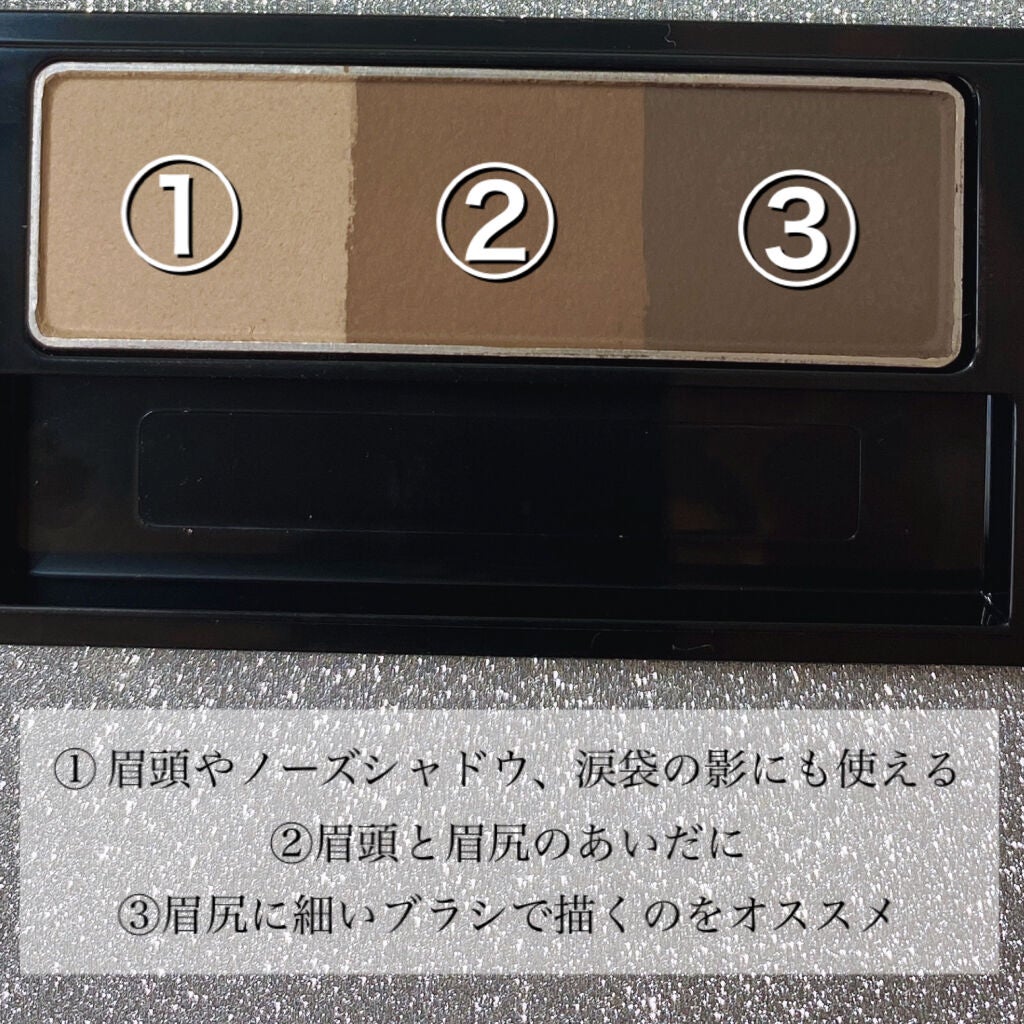 ①
②
③
①眉頭やノーズシャドウ、涙袋の影にも使える
②眉頭と眉尻のあいだに
③眉尻に細いブラシで描くのをオススメ